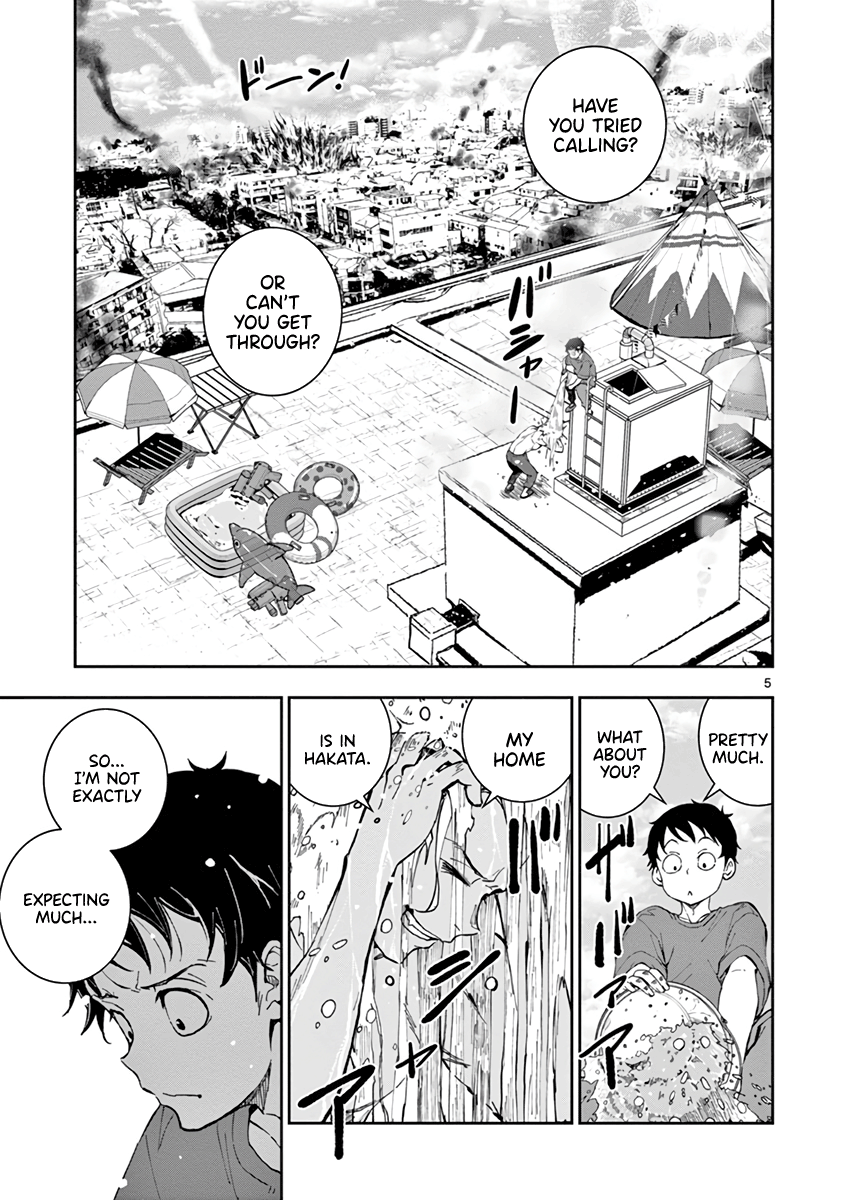 ドーン!
HAVE
YOU TRIED
CALLING?
OR
CAN'T
YOU GET
THROUGH?
バシャー
5
PRETTY
MUCH.
WHAT
ABOUT
YOU?
ザバァァ
MY
HOME
IS IN
HAKATA.
バシャァ
SO...
I'M NOT
EXACTLY
EXPECTING
MUCH...